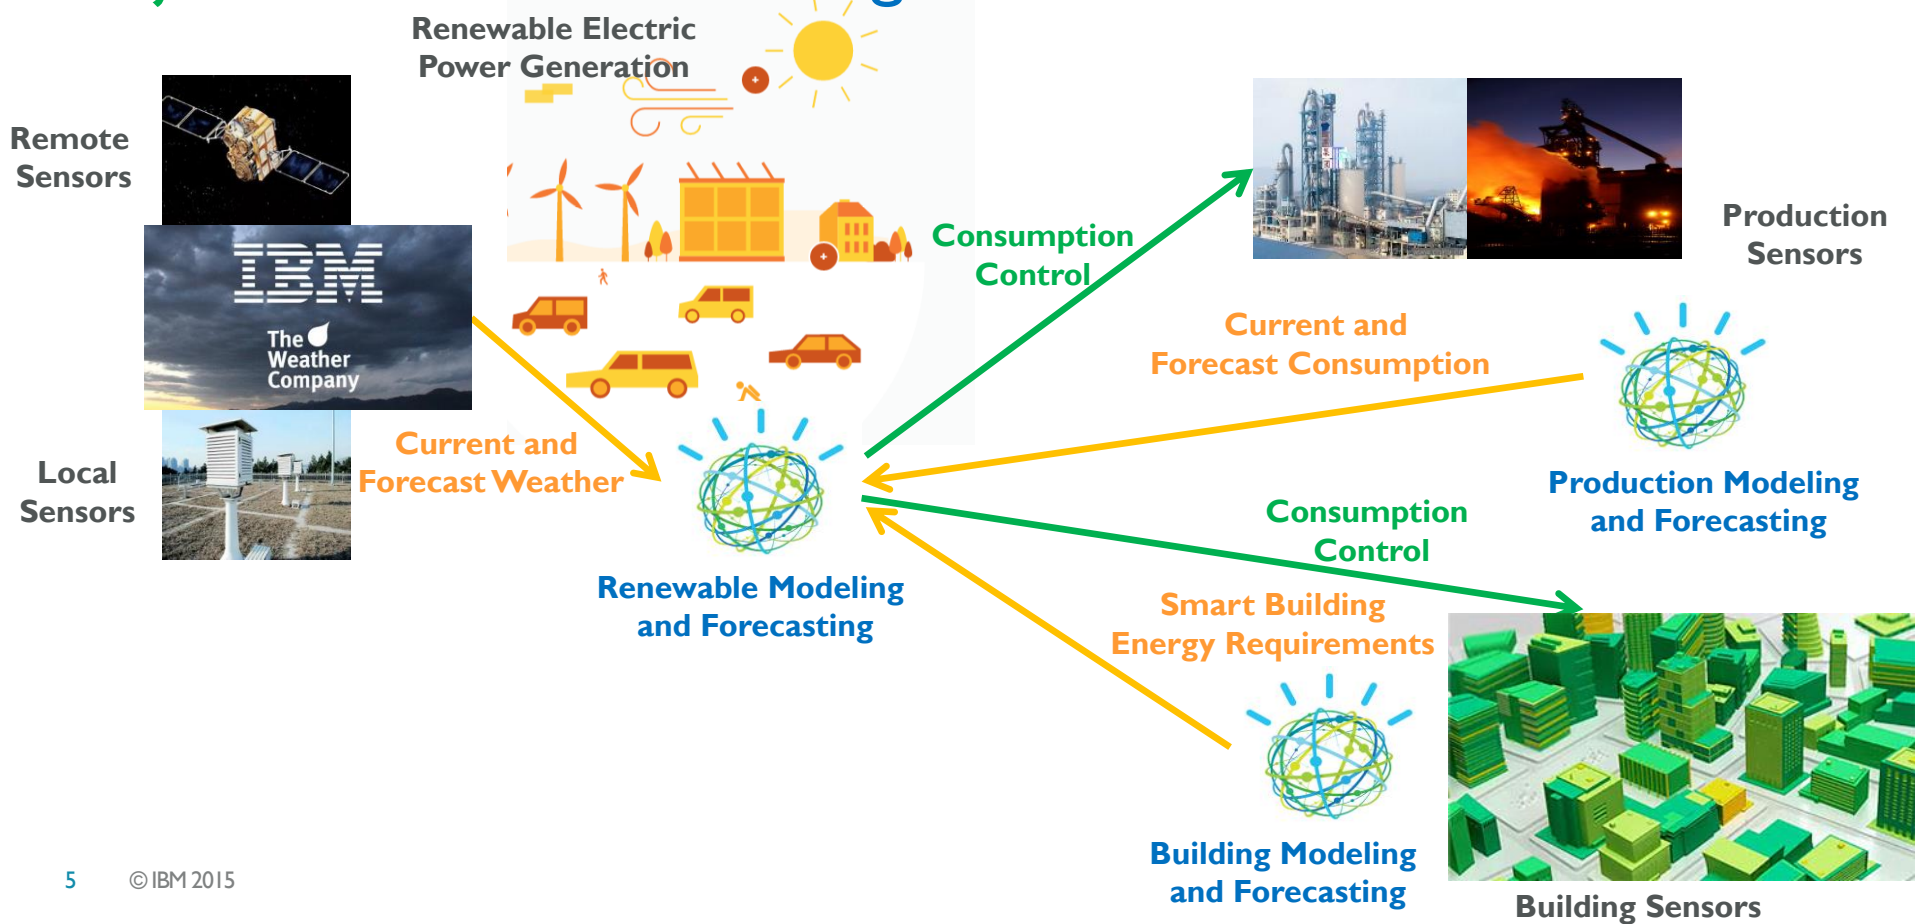 Renewable Electric
Power Generation
Remote
Sensors
IBM
The
Weather
Company
Local
Sensors
Current and
Forecast Weather
Renewable Modeling
and Forecasting
Consumption
Control
Production
Sensors
Current and
Forecast Consumption
Production Modeling
and Forecasting
Consumption
Control
Smart Building
Energy Requirements
Building Modeling
and Forecasting
Building Sensors
5 © IBM 2015